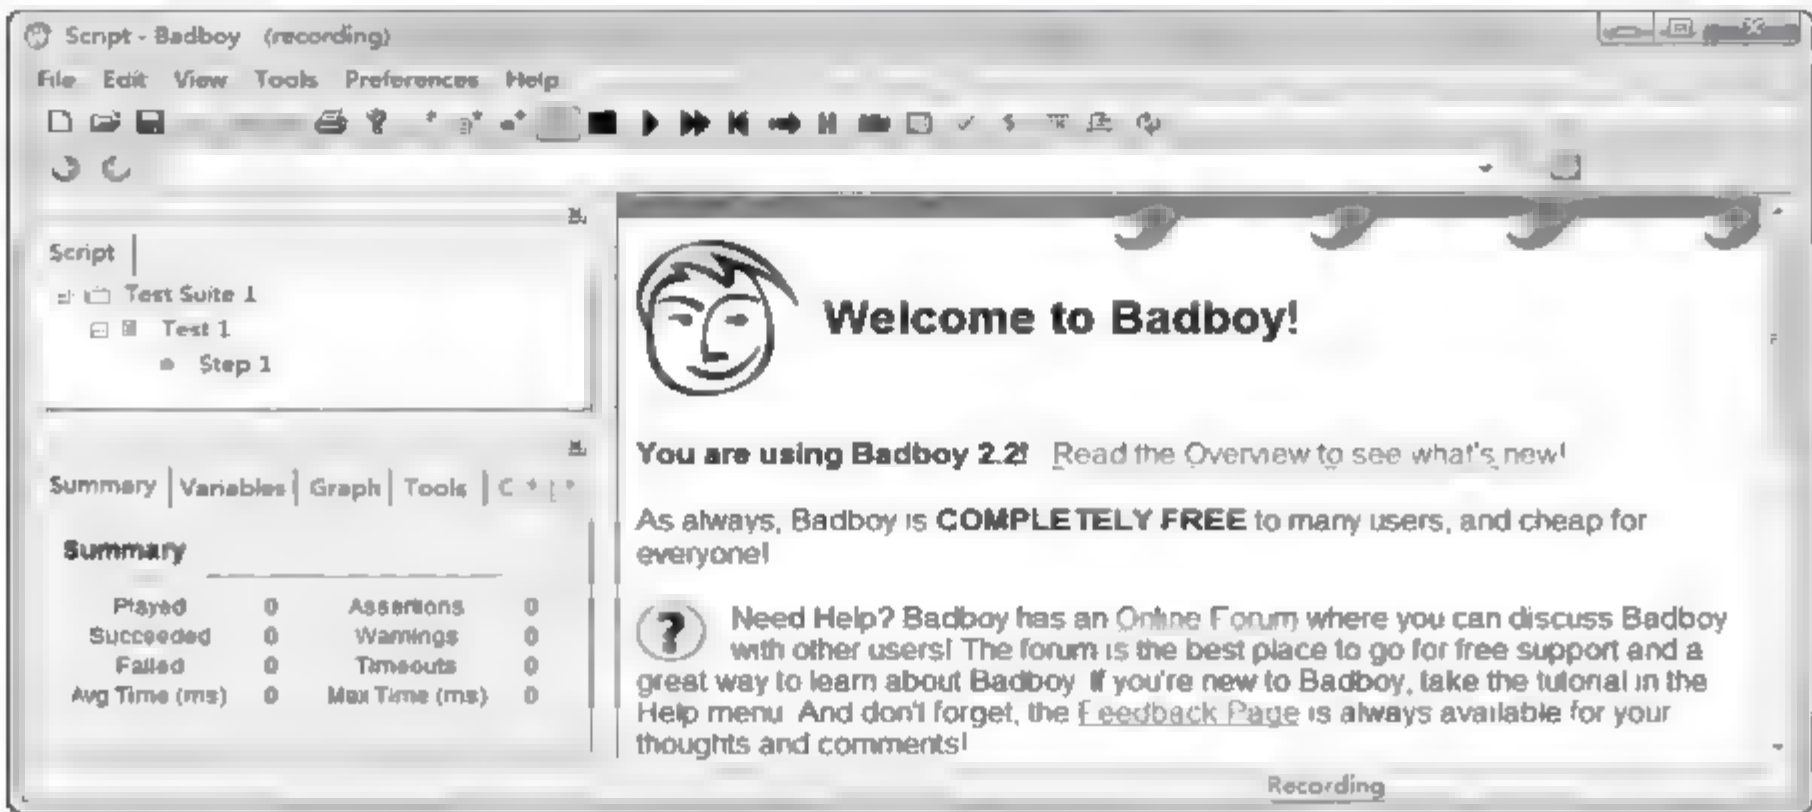 Script - Badboy (recording)
File Edit View Tools Preferences Help
Script
Test Suite 1
Test 1
Step 1
Summary Variables Graph Tools C
Summary
Played 0 Assertions 0
Succeeded 0 Warnings 0
Failed 0 Timeouts 0
Avg Time (ms) 0 Max Time (ms) 0
Welcome to Badboy!
You are using Badboy 2.2! Read the Overview to see what's new!
As always, Badboy is COMPLETELY FREE to many users, and cheap for
everyone!
Need Help? Badboy has an Online Forum where you can discuss Badboy
with other users! The forum is the best place to go for free support and a
great way to learn about Badboy. If you're new to Badboy, take the tutorial in the
Help menu. And don't forget, the Feedback Page is always available for your
thoughts and comments!
Recording